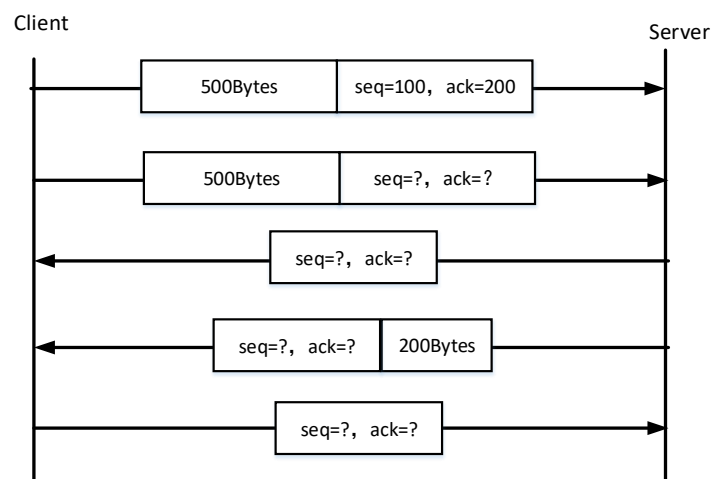 Client
Server
500Bytes seq=100，ack=200
500Bytes seq=?，ack=?
seq=?，ack=?
seq=?，ack=? 200Bytes
seq=?，ack=?